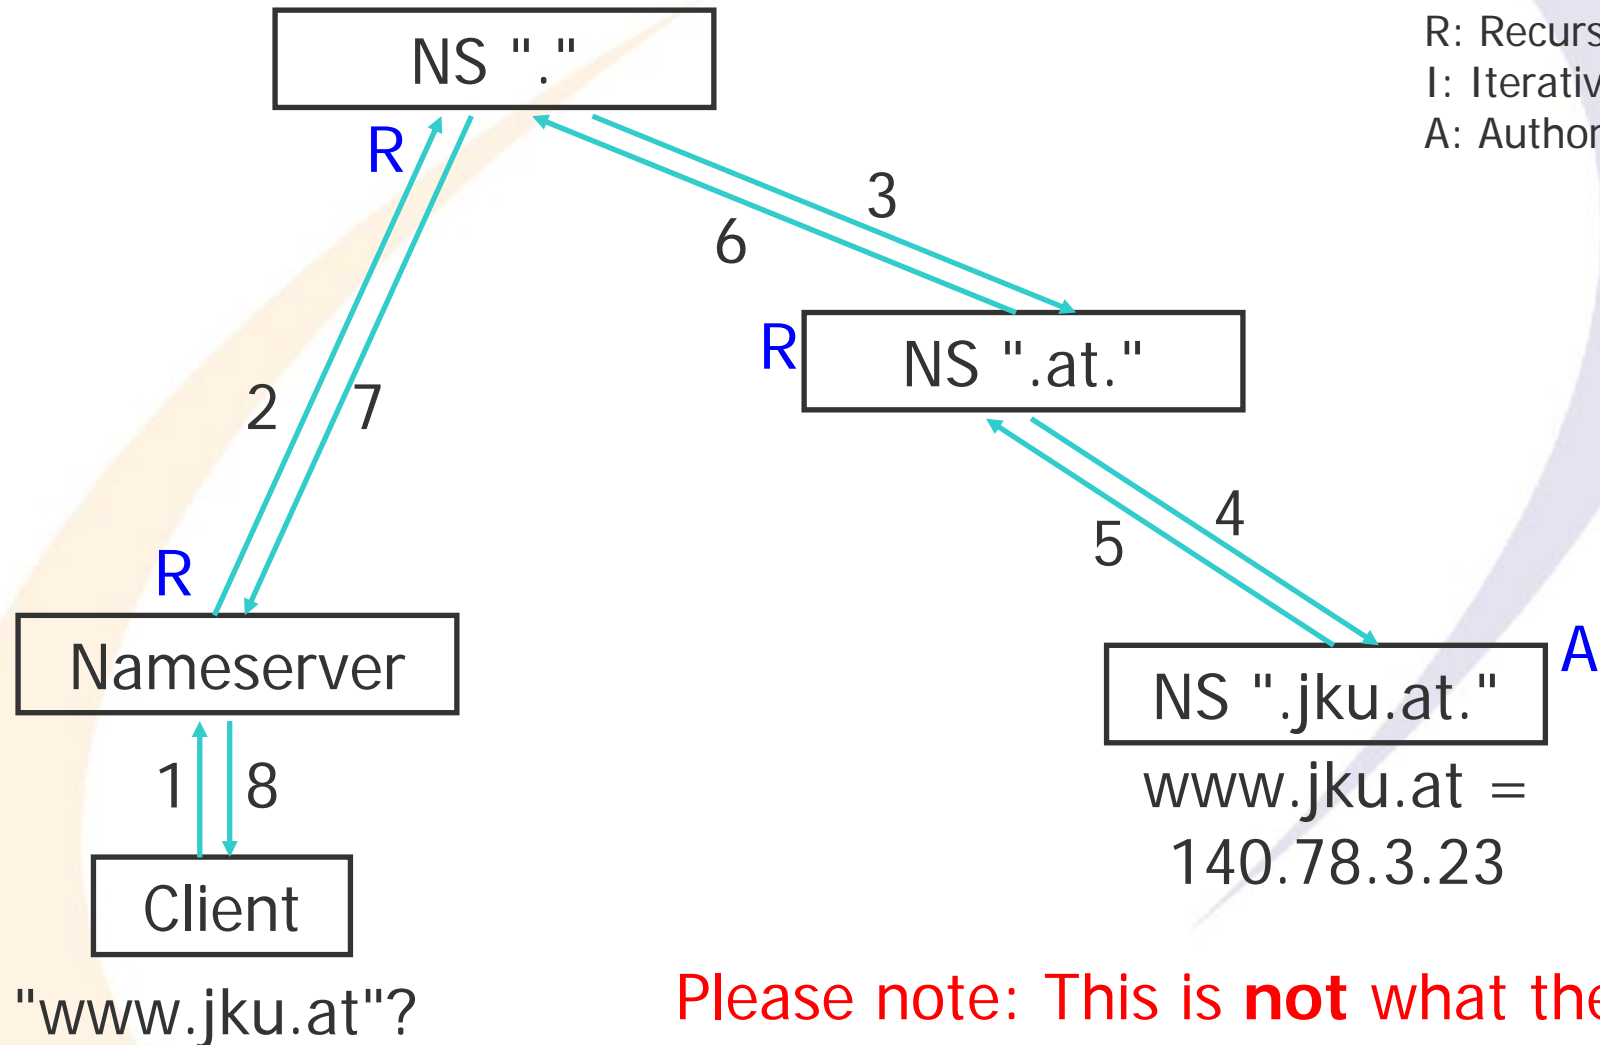 NS "."
R: Recurs
I: Iterativ
A: Author
R
3
6
R
NS ".at."
2
7
4
5
R
Nameserver
A
NS ".jku.at."
1
8
www.jku.at =
140.78.3.23
Client
"www.jku.at"?
Please note: This is not what the